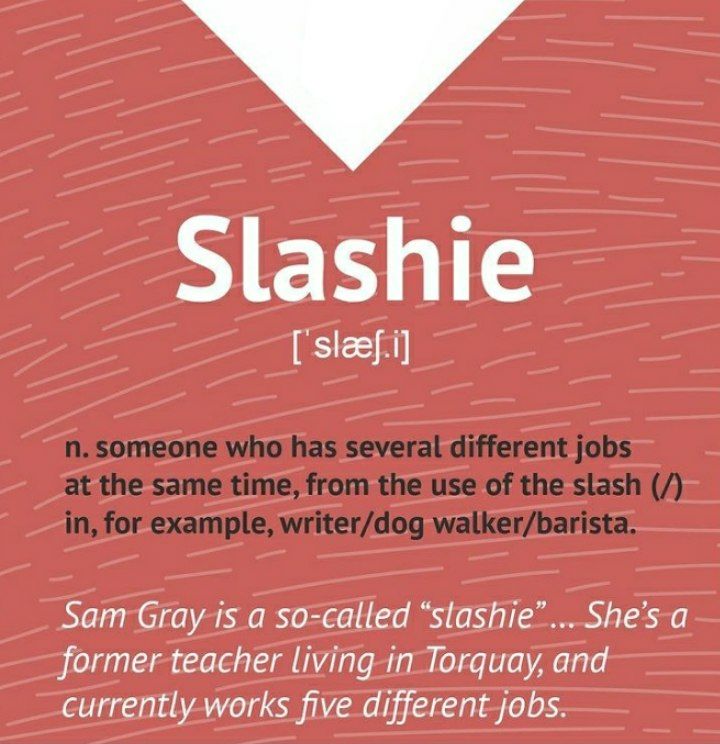 Slashie
[ˈslæʃ.i]
n. someone who has several different jobs
at the same time, from the use of the slash (/)
in, for example, writer/dog walker/barista.
Sam Gray is a so-called “slashie”... She’s a
former teacher living in Torquay, and
currently works five different jobs.